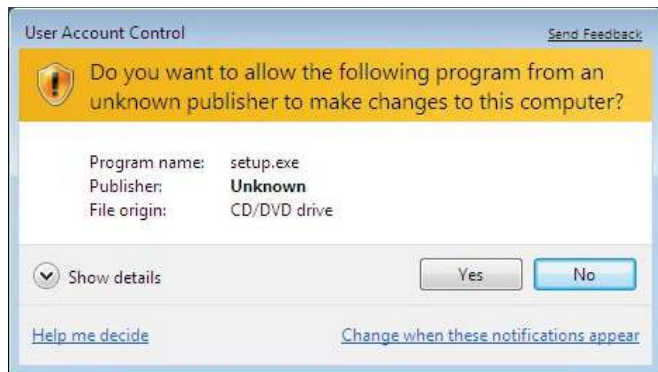 User Account Control
Send Feedback
Do you want to allow the following program from an
unknown publisher to make changes to this computer?
Program name: setup.exe
Publisher: Unknown
File origin: CD/DVD drive
Show details
Yes
No
Help me decide
Change when these notifications appear